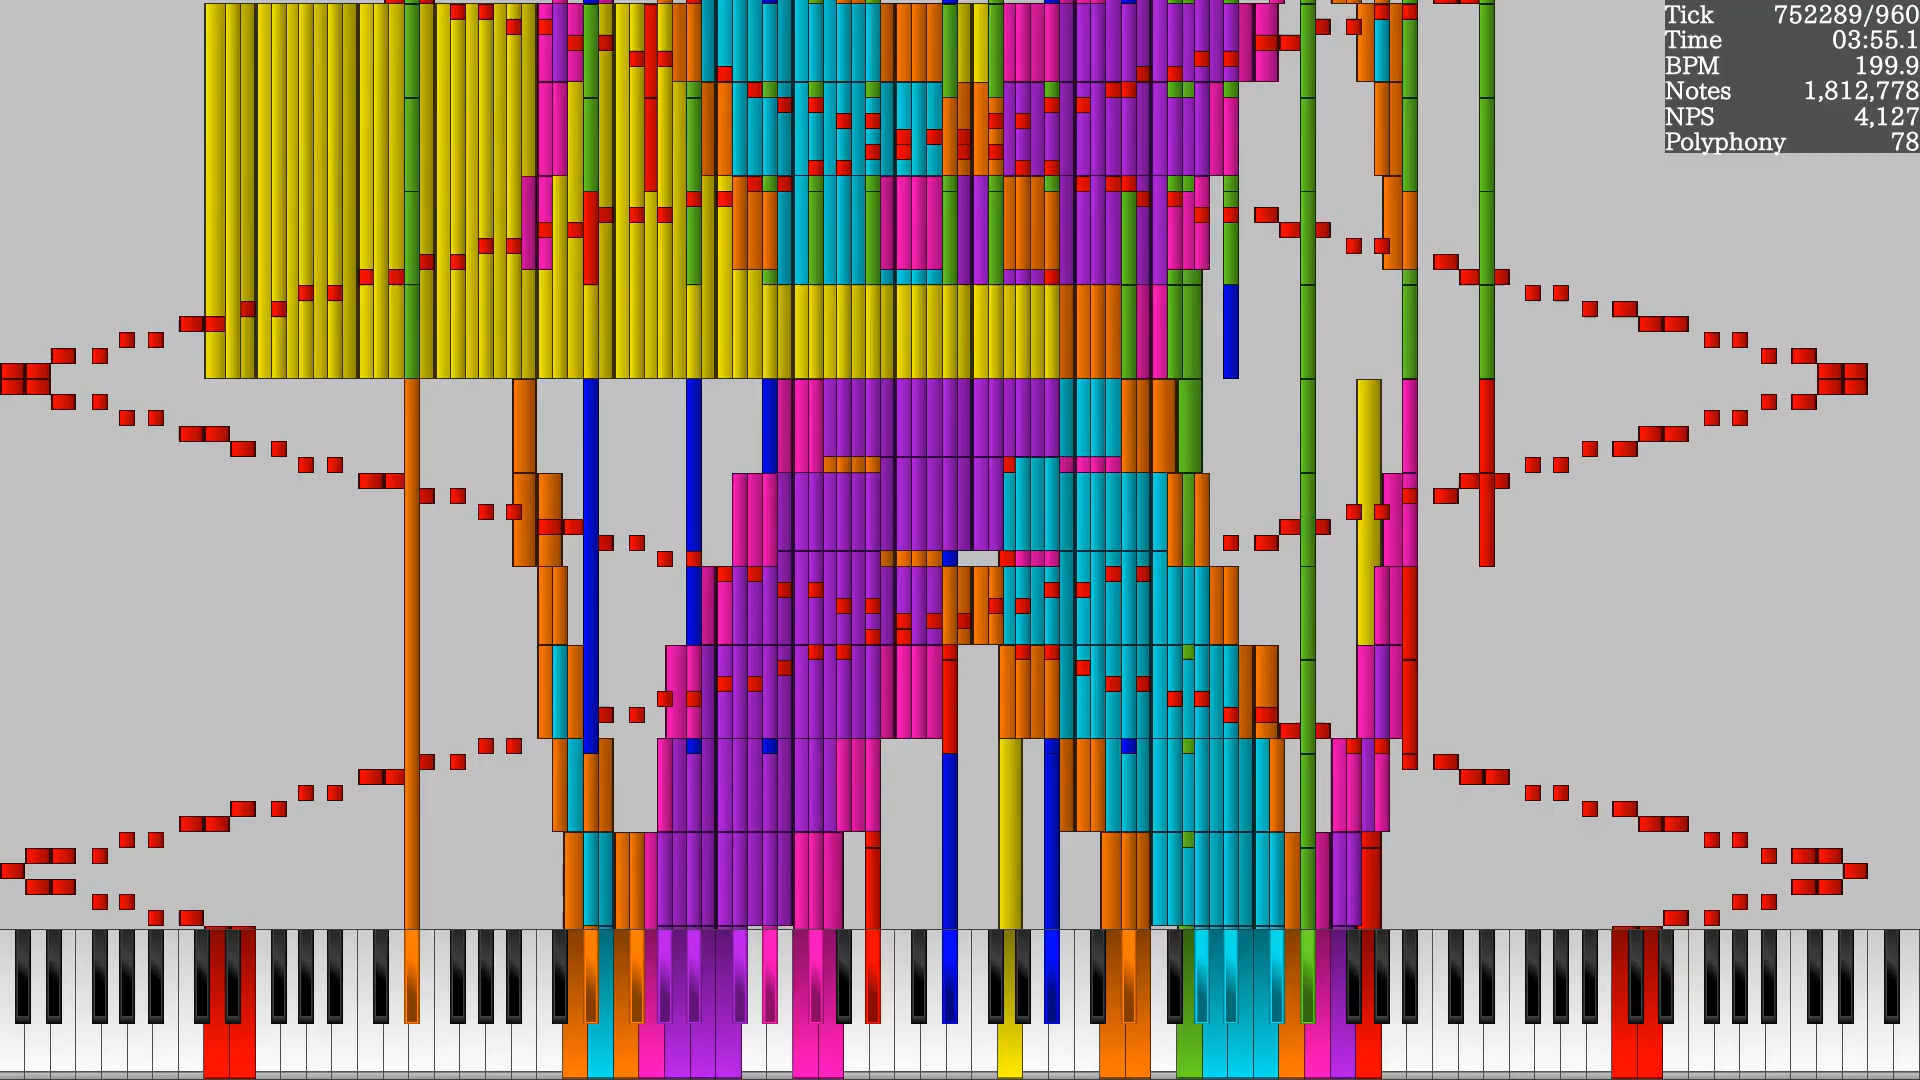 Tick 752289/960
Time 03:55.1
BPM 199.9
Notes 1,812,778
NPS 4,127
Polyphony 78